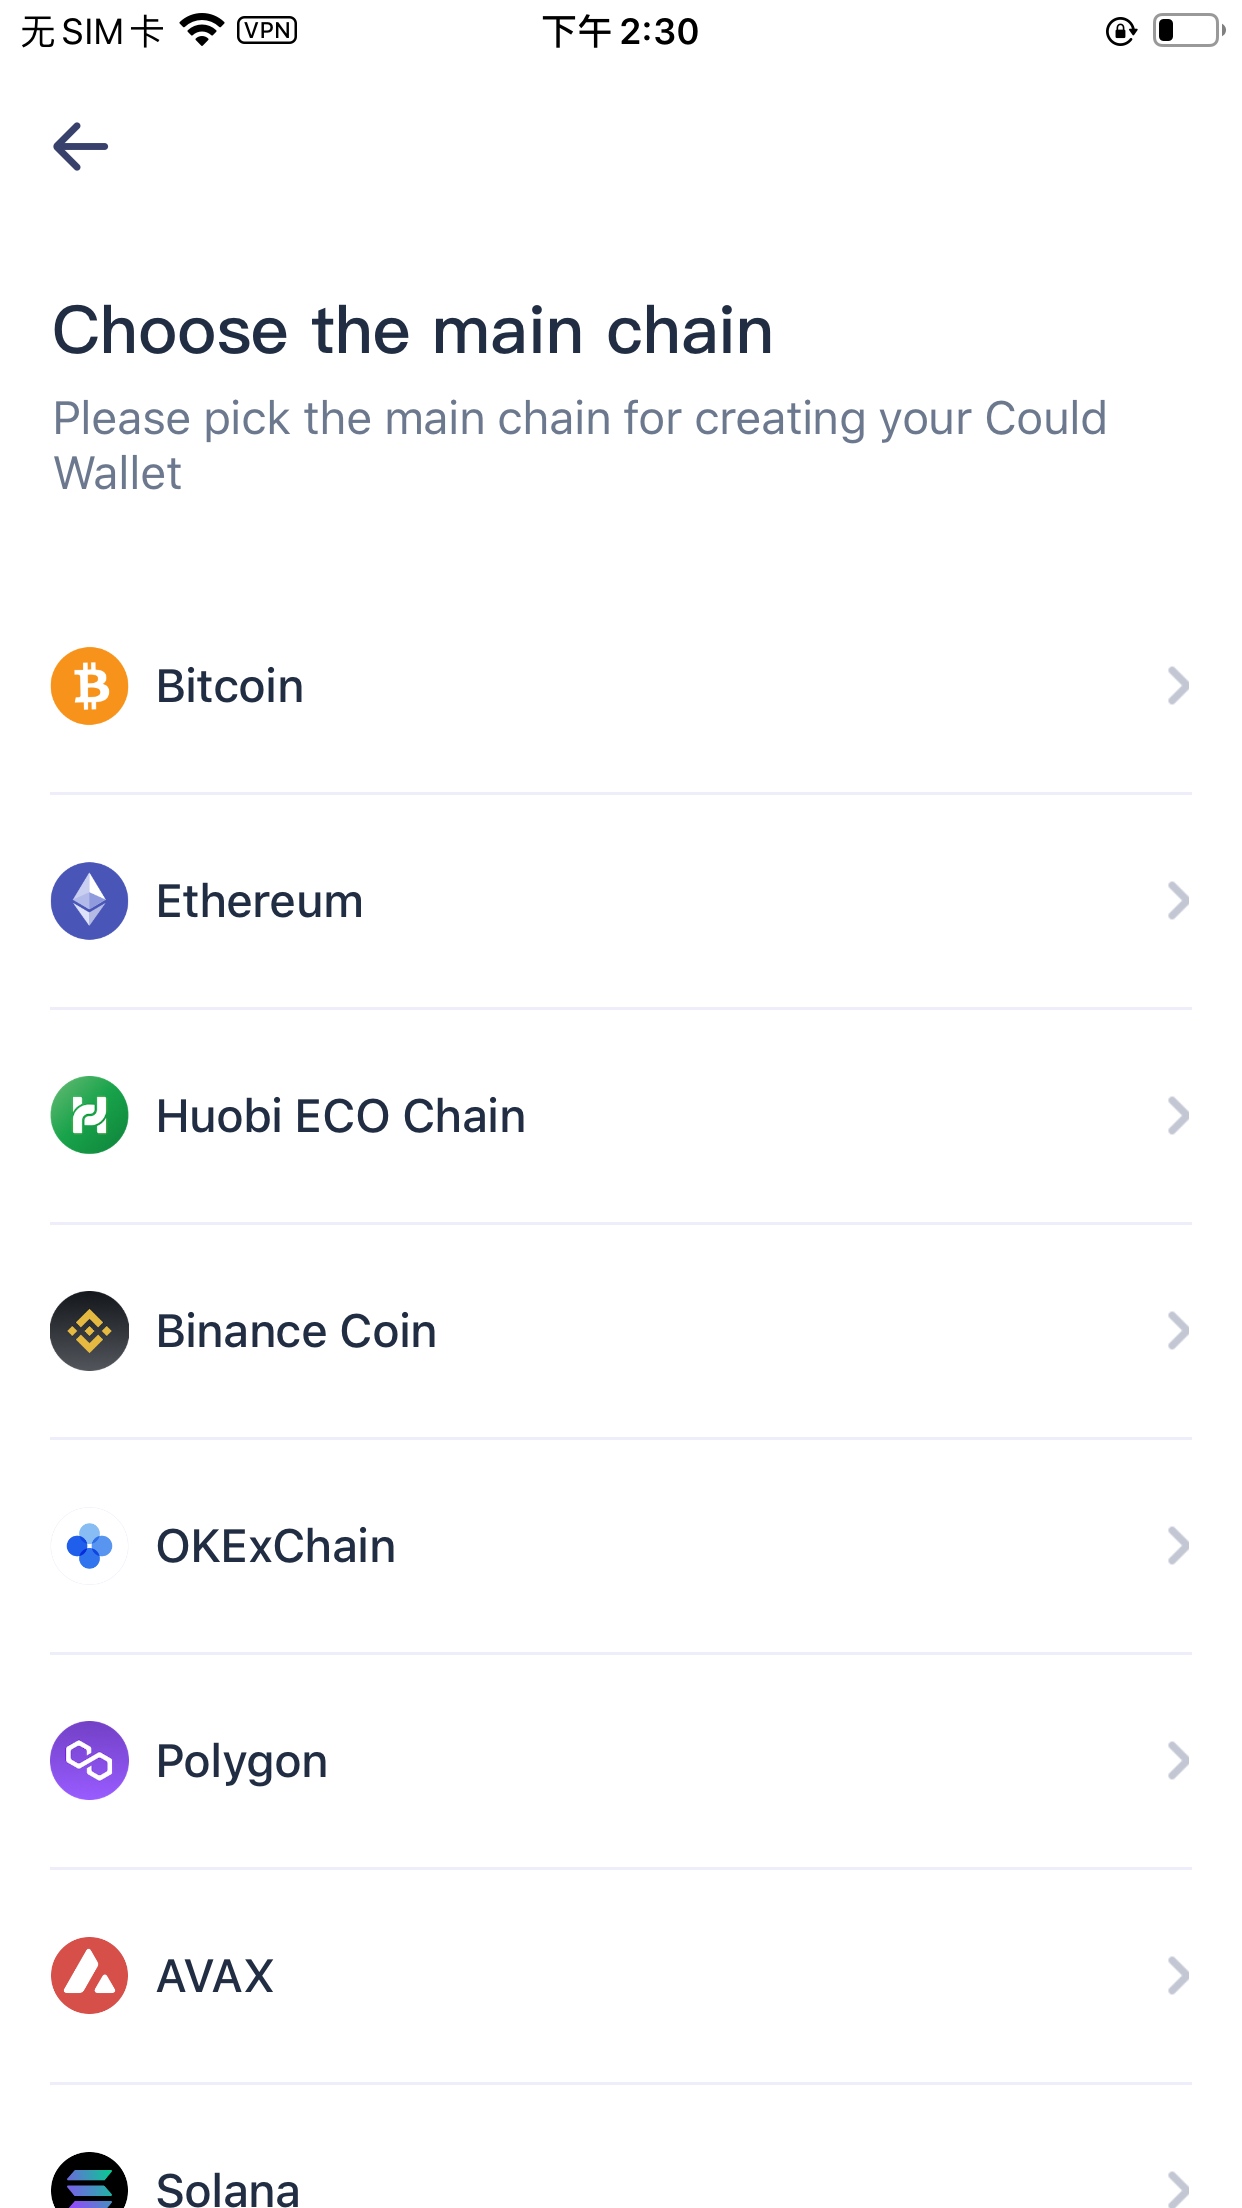 无 SIM 卡 VPN 下午 2:30
Choose the main chain
Please pick the main chain for creating your Could
Wallet
Bitcoin
Ethereum
Huobi ECO Chain
Binance Coin
OKExChain
Polygon
AVAX
Solana